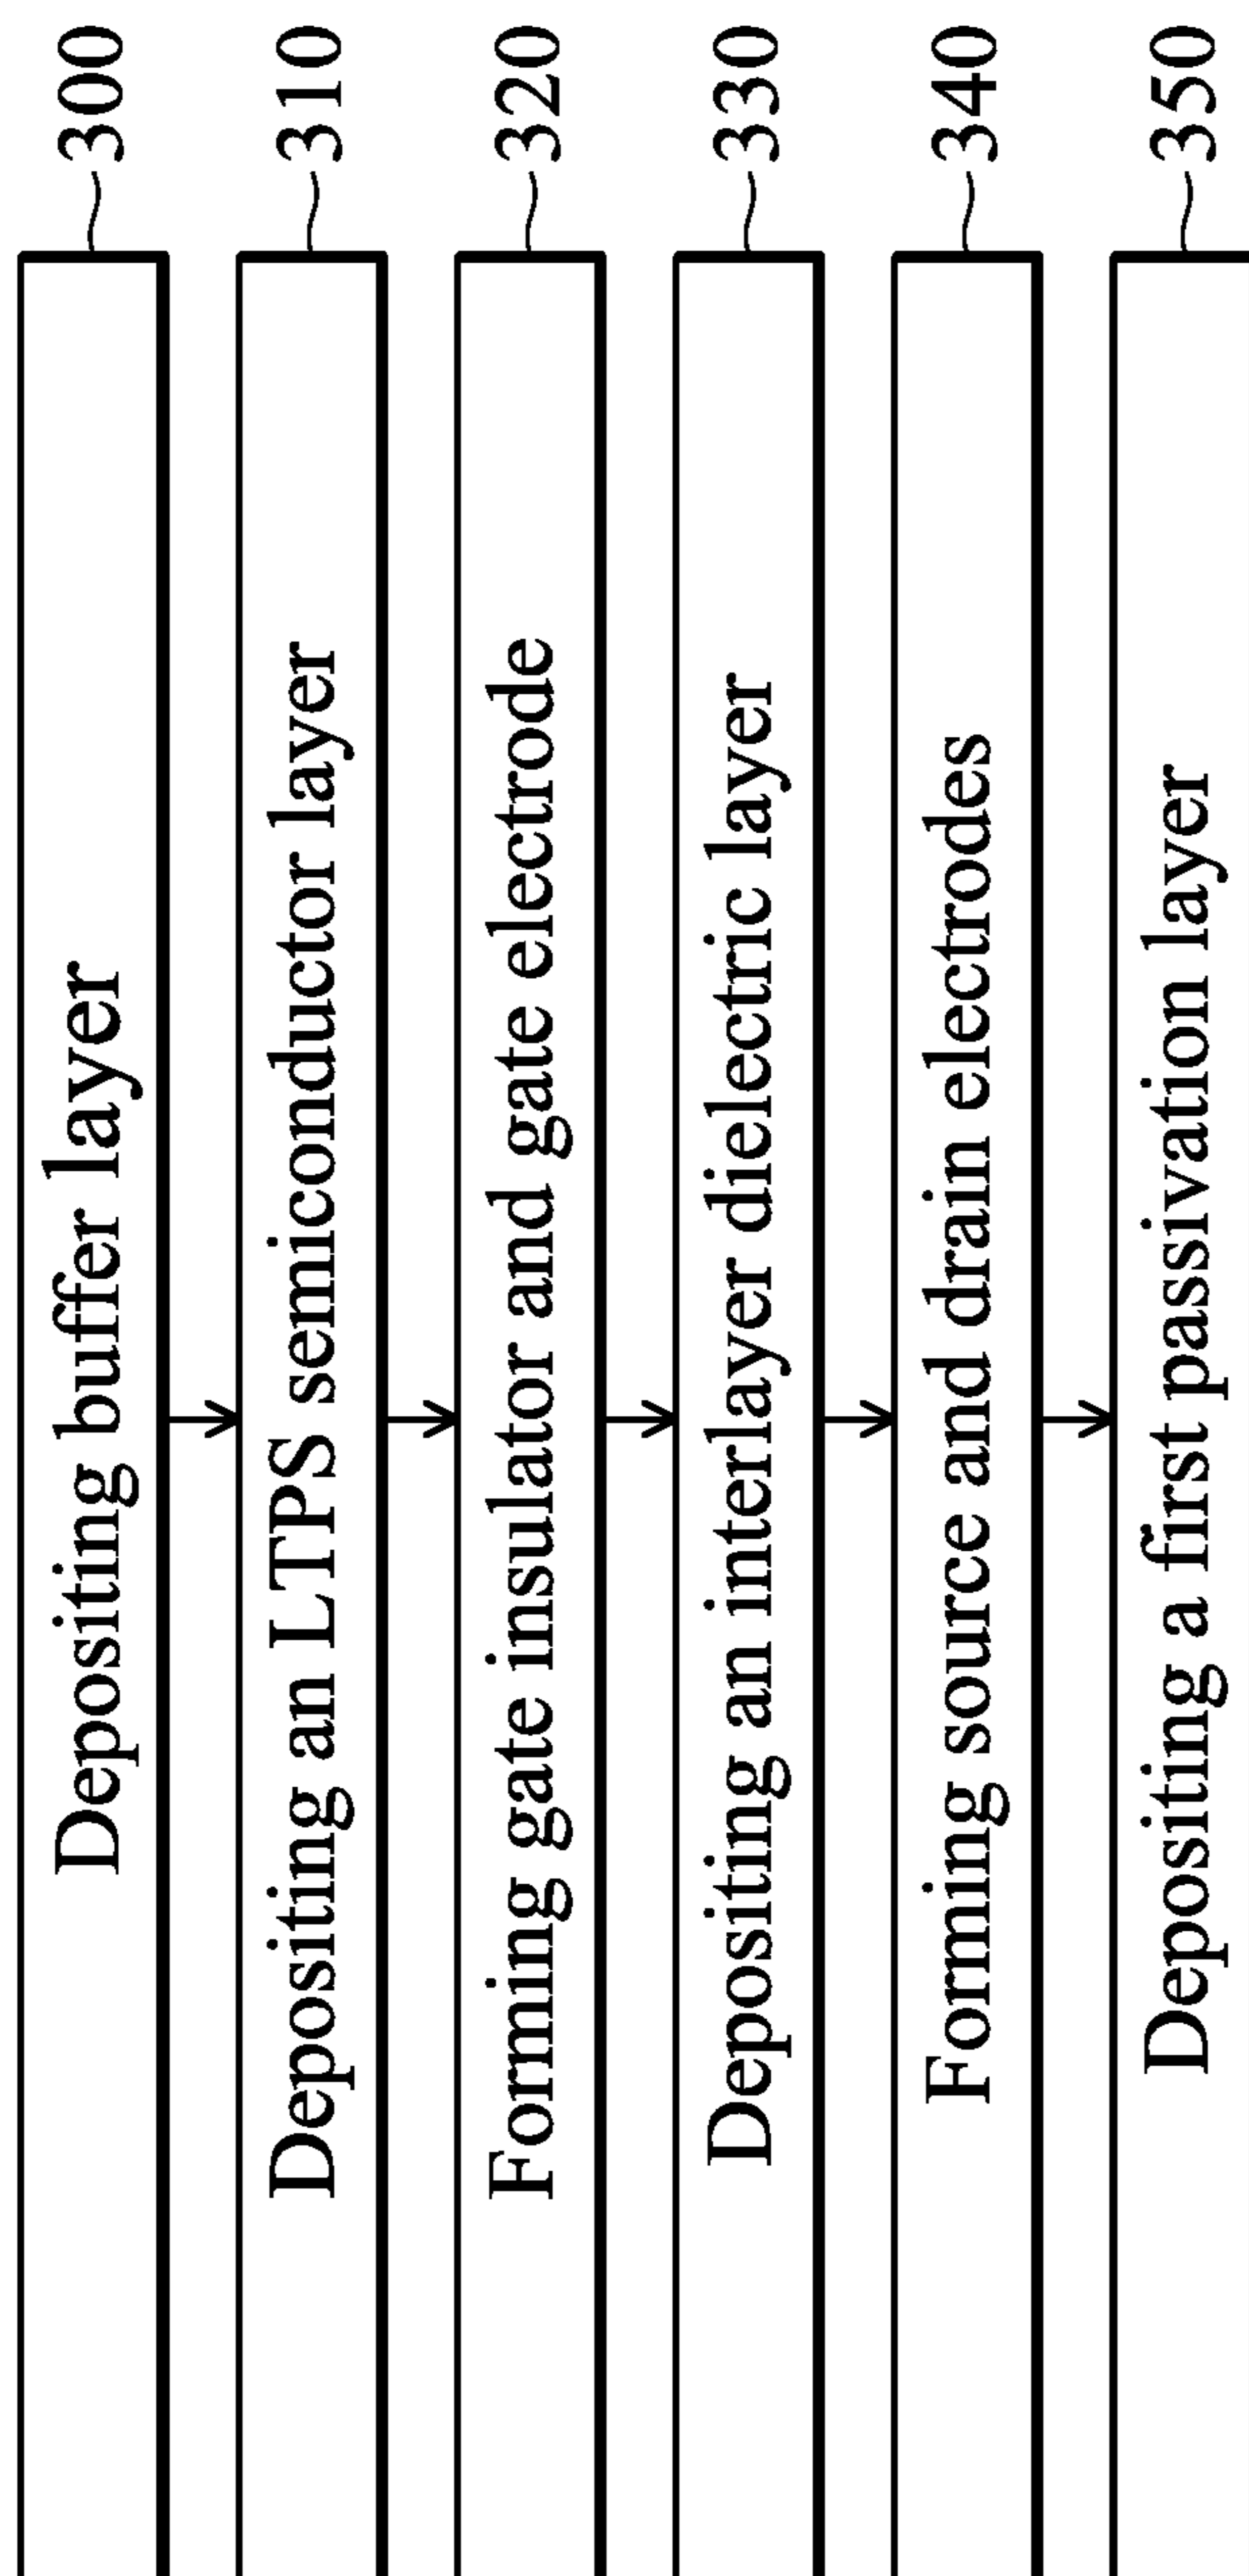 Depositing buffer layer 300
Depositing an LTPS semiconductor layer 310
Forming gate insulator and gate electrode 320
Depositing an interlayer dielectric layer 330
Forming source and drain electrodes 340
Depositing a first passivation layer 350